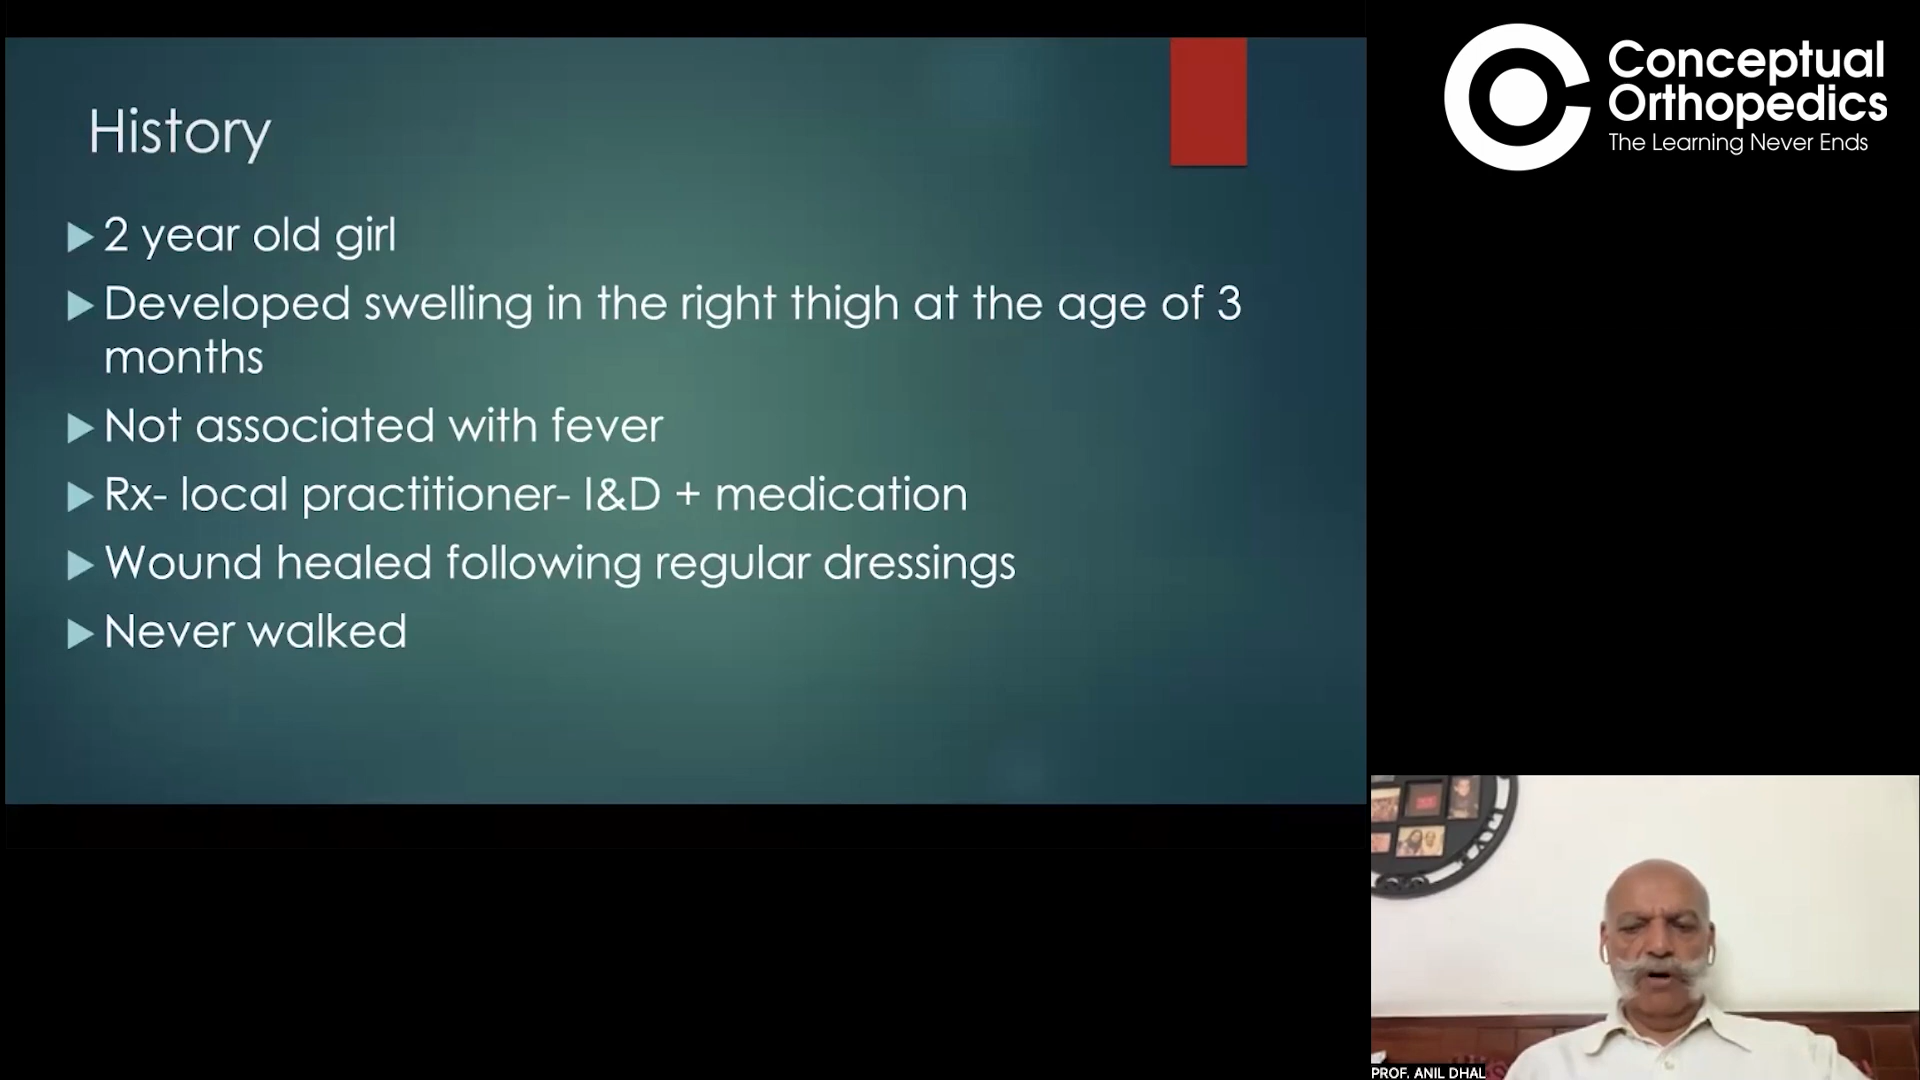 Conceptual
Orthopedics
The Learning Never Ends
History
2 year old girl
Developed swelling in the right thigh at the age of 3
months
Not associated with fever
Rx- local practitioner- I&D + medication
Wound healed following regular dressings
Never walked
PROF. ANIL DHAL